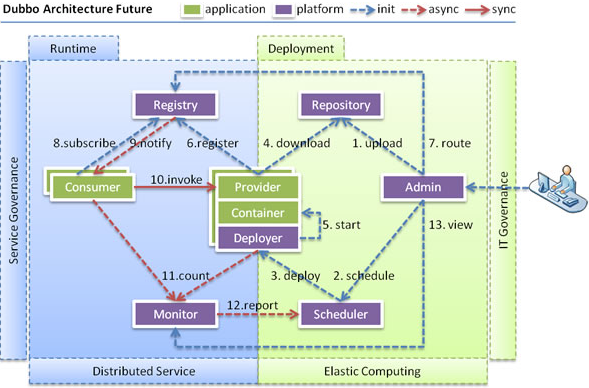 Dubbo Architecture Future
application platform init async sync
Runtime
Deployment
Registry
Repository
8.subscribe 9.notify 6.register 4. download 1. upload 7. route
Service Governance
Consumer
10.invoke
Provider
Container
Deployer
5. start
Admin
13. view
IT Governance
11.count 3. deploy 2. schedule
Monitor
12.report
Scheduler
Distributed Service
Elastic Computing